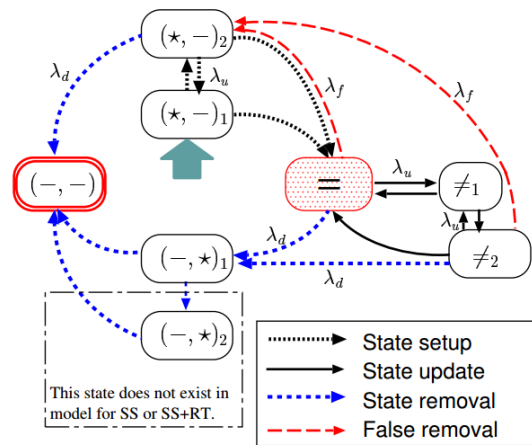 (⋆, −)₂
λ_d
λ_u
λ_f
λ_f
(⋆, −)₁
(−, −)
=
λ_u
≠₁
λ_u
≠₂
λ_d
(−, ⋆)₁
λ_d
(−, ⋆)₂
This state does not exist in
model for SS or SS+RT.
State setup
State update
State removal
False removal